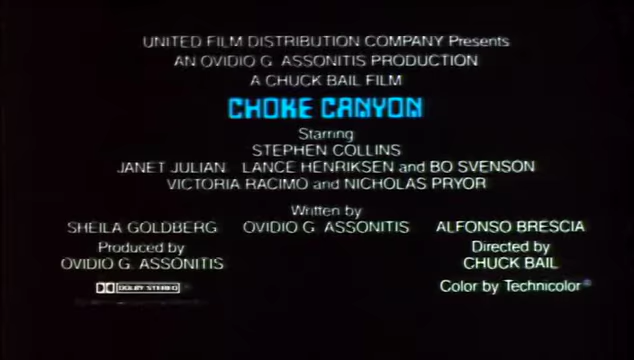 UNITED FILM DISTRIBUTION COMPANY Presents
AN OVIDIO G. ASSONITIS PRODUCTION
A CHUCK BAIL FILM
CHOKE CANYON
Starring
STEPHEN COLLINS
JANET JULIAN LANCE HENRIKSEN and BO SVENSON
VICTORIA RACIMO and NICHOLAS PRYOR
Written by
SHEILA GOLDBERG OVIDIO G. ASSONITIS ALFONSO BRESCIA
Produced by
OVIDIO G. ASSONITIS
Directed by
CHUCK BAIL
DOLBY STEREO
Color by Technicolor